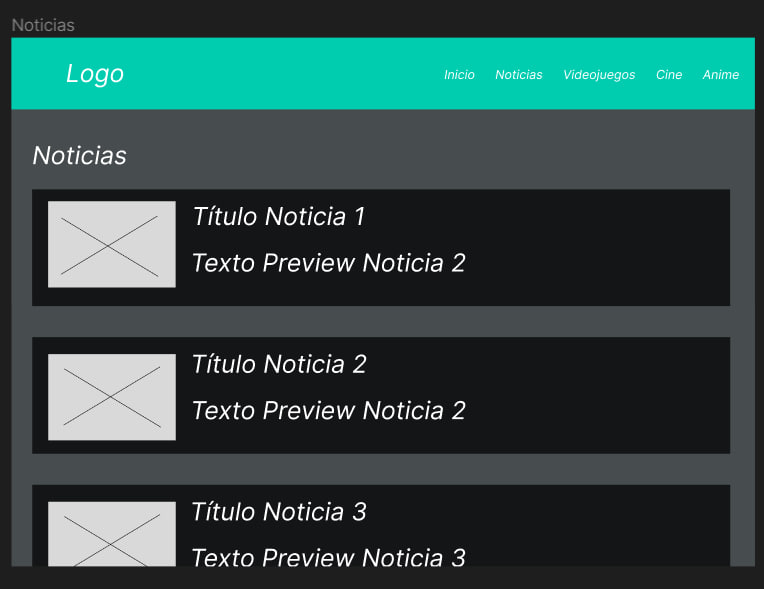 Noticias
Logo
Inicio Noticias Videojuegos Cine Anime
Noticias
Título Noticia 1
Texto Preview Noticia 2
Título Noticia 2
Texto Preview Noticia 2
Título Noticia 3
Texto Preview Noticia 3